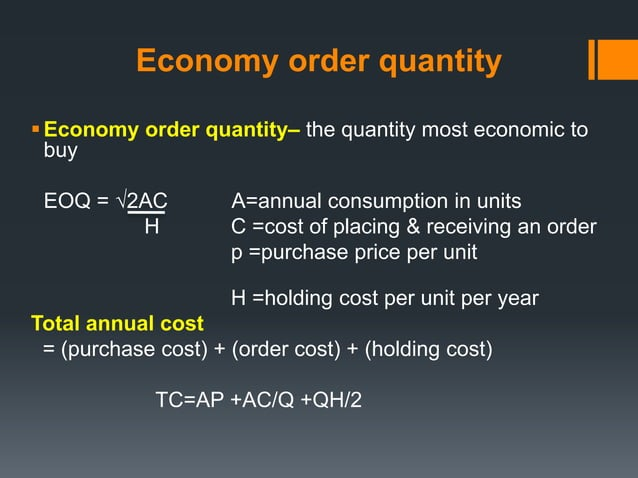 Economy order quantity
▪Economy order quantity– the quantity most economic to
buy
EOQ = √2AC A=annual consumption in units
H C =cost of placing & receiving an order
p =purchase price per unit
H =holding cost per unit per year
Total annual cost
= (purchase cost) + (order cost) + (holding cost)
TC=AP +AC/Q +QH/2